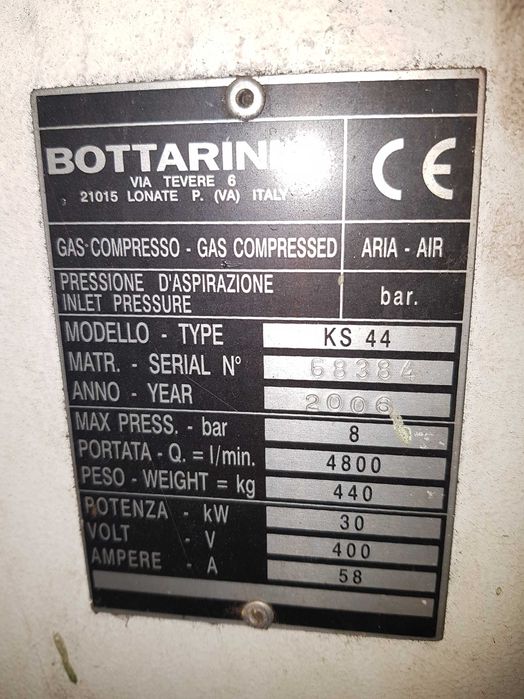 BOTTARINI
VIA TEVERE 6
21015 LONATE P. (VA) ITALY
CE
GAS COMPRESSO - GAS COMPRESSED ARIA - AIR
PRESSIONE D'ASPIRAZIONE
INLET PRESSURE bar.
MODELLO - TYPE KS 44
MATR. - SERIAL N° 68384
ANNO - YEAR 2006
MAX PRESS. - bar 8
PORTATA - Q. = l/min. 4800
PESO - WEIGHT = kg 440
POTENZA - kW 30
VOLT - V 400
AMPERE - A 58